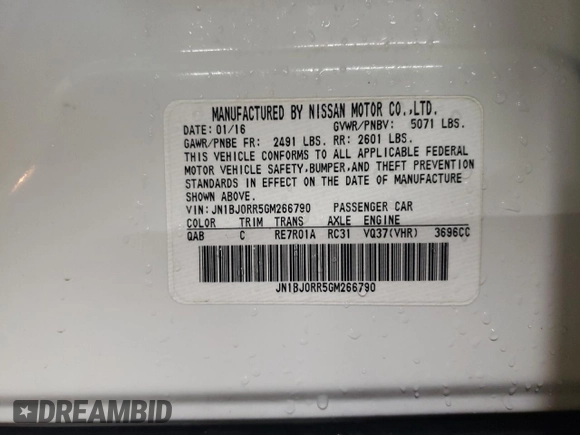 MANUFACTURED BY NISSAN MOTOR CO.,LTD.
DATE: 01/16 GVWR/PNBV: 5071 LBS.
GAWR/PNBE FR: 2491 LBS. RR: 2601 LBS.
THIS VEHICLE CONFORMS TO ALL APPLICABLE FEDERAL
MOTOR VEHICLE SAFETY,BUMPER,AND THEFT PREVENTION
STANDARDS IN EFFECT ON THE DATE OF MANUFACTURE
SHOWN ABOVE.
VIN: JN1BJ0RR5GM266790 PASSENGER CAR
COLOR TRIM TRANS AXLE ENGINE
QAB C RE7R01A RC31 VQ37(VHR) 3696CC
JN1BJ0RR5GM266790
DREAMBID